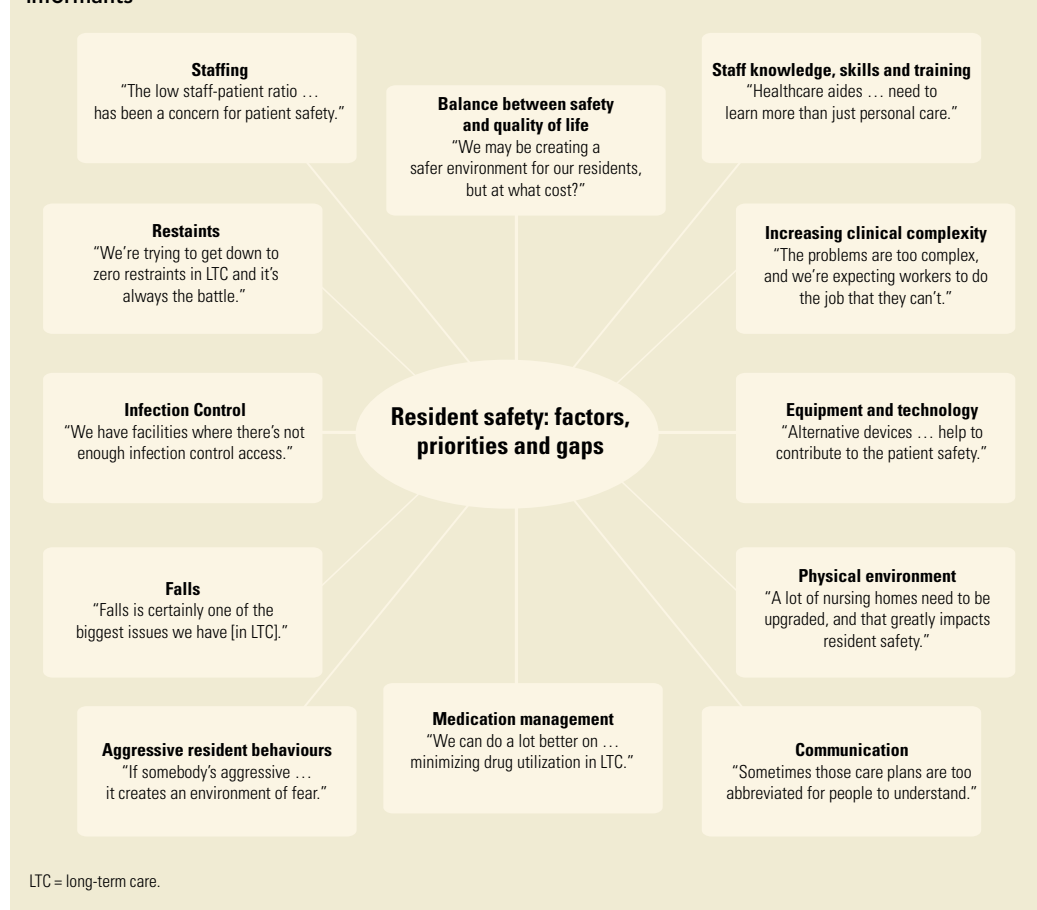 Staffing
“The low staff-patient ratio …
has been a concern for patient safety.”
Balance between safety
and quality of life
“We may be creating a
safer environment for our residents,
but at what cost?”
Staff knowledge, skills and training
“Healthcare aides … need to
learn more than just personal care.”
Restaints
“We’re trying to get down to
zero restraints in LTC and it’s
always the battle.”
Increasing clinical complexity
“The problems are too complex,
and we’re expecting workers to do
the job that they can’t.”
Infection Control
“We have facilities where there’s not
enough infection control access.”
Resident safety: factors,
priorities and gaps
Equipment and technology
“Alternative devices … help to
contribute to the patient safety.”
Falls
“Falls is certainly one of the
biggest issues we have [in LTC].”
Physical environment
“A lot of nursing homes need to be
upgraded, and that greatly impacts
resident safety.”
Aggressive resident behaviours
“If somebody’s aggressive …
it creates an environment of fear.”
Medication management
“We can do a lot better on …
minimizing drug utilization in LTC.”
Communication
“Sometimes those care plans are too
abbreviated for people to understand.”
LTC = long-term care.